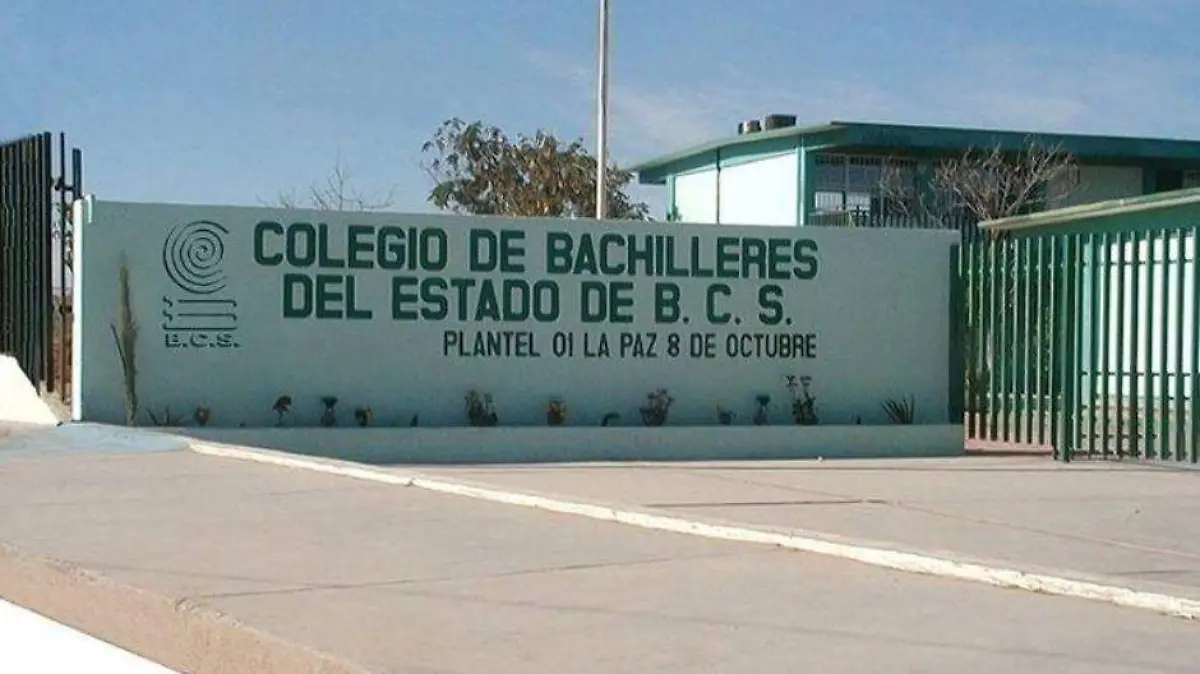 COLEGIO DE BACHILLERES
DEL ESTADO DE B. C. S.
PLANTEL 01 LA PAZ 8 DE OCTUBRE
B.C.S.